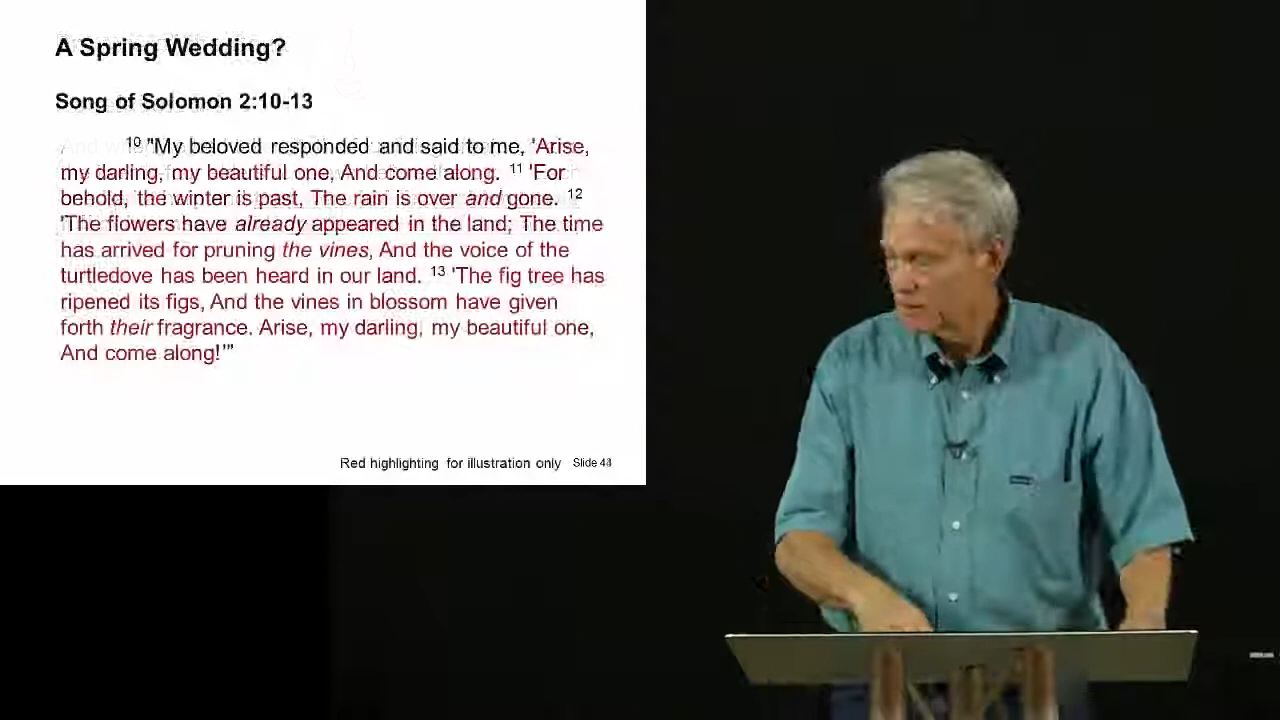 A Spring Wedding?
Song of Solomon 2:10-13
10 "My beloved responded and said to me, 'Arise,
my darling, my beautiful one, And come along. 11 'For
behold, the winter is past, The rain is over and gone. 12
'The flowers have already appeared in the land; The time
has arrived for pruning the vines, And the voice of the
turtledove has been heard in our land. 13 'The fig tree has
ripened its figs, And the vines in blossom have given
forth their fragrance. Arise, my darling, my beautiful one,
And come along!'"
Red highlighting for illustration only
Slide